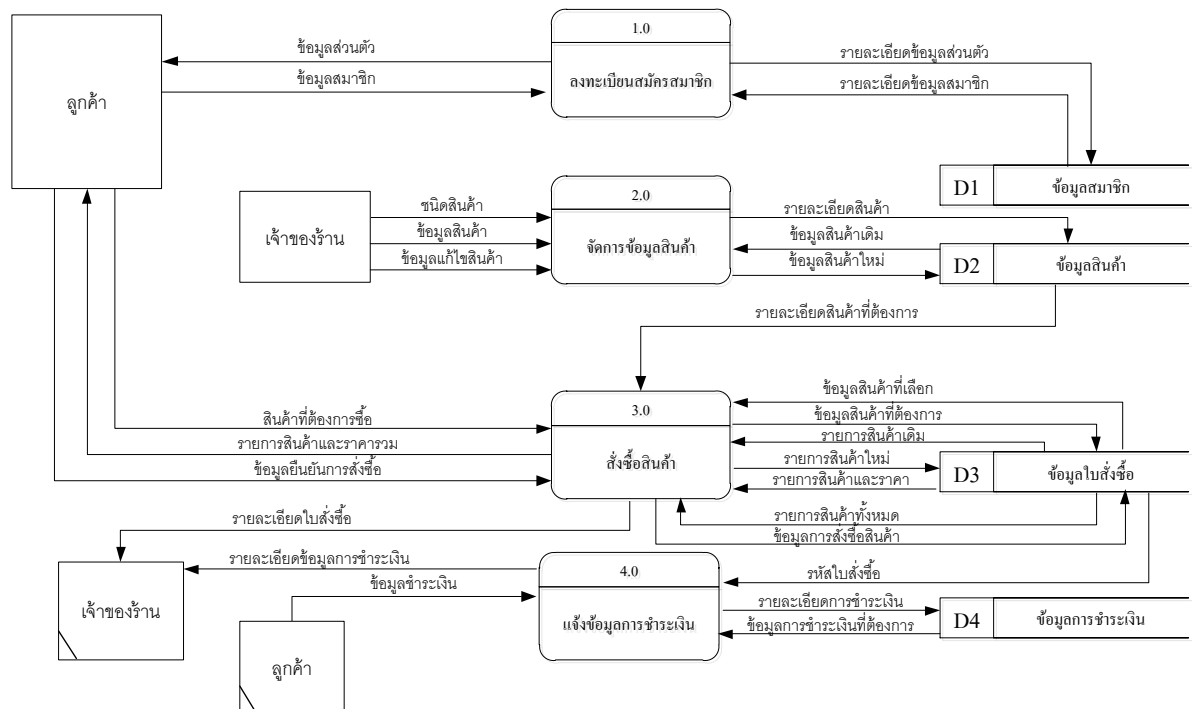 1.0
ข้อมูลส่วนตัว
รายละเอียดข้อมูลส่วนตัว
ข้อมูลสมาชิก
ลงทะเบียนสมัครสมาชิก
รายละเอียดข้อมูลสมาชิก
ลูกค้า
D1
ข้อมูลสมาชิก
2.0
ชนิดสินค้า
รายละเอียดสินค้า
เจ้าของร้าน
ข้อมูลสินค้า
จัดการข้อมูลสินค้า
ข้อมูลสินค้าเดิม
ข้อมูลแก้ไขสินค้า
ข้อมูลสินค้าใหม่
D2
ข้อมูลสินค้า
รายละเอียดสินค้าที่ต้องการ
ข้อมูลสินค้าที่เลือก
3.0
สินค้าที่ต้องการซื้อ
ข้อมูลสินค้าที่ต้องการ
รายการสินค้าและราคารวม
รายการสินค้าเดิม
สั่งซื้อสินค้า
ข้อมูลยืนยันการสั่งซื้อ
รายการสินค้าใหม่
D3
ข้อมูลใบสั่งซื้อ
รายการสินค้าและราคา
รายละเอียดใบสั่งซื้อ
รายการสินค้าทั้งหมด
ข้อมูลการสั่งซื้อสินค้า
รายละเอียดข้อมูลการชำระเงิน
4.0
รหัสใบสั่งซื้อ
ข้อมูลชำระเงิน
รายละเอียดการชำระเงิน
เจ้าของร้าน
แจ้งข้อมูลการชำระเงิน
ข้อมูลการชำระเงินที่ต้องการ
D4
ข้อมูลการชำระเงิน
ลูกค้า